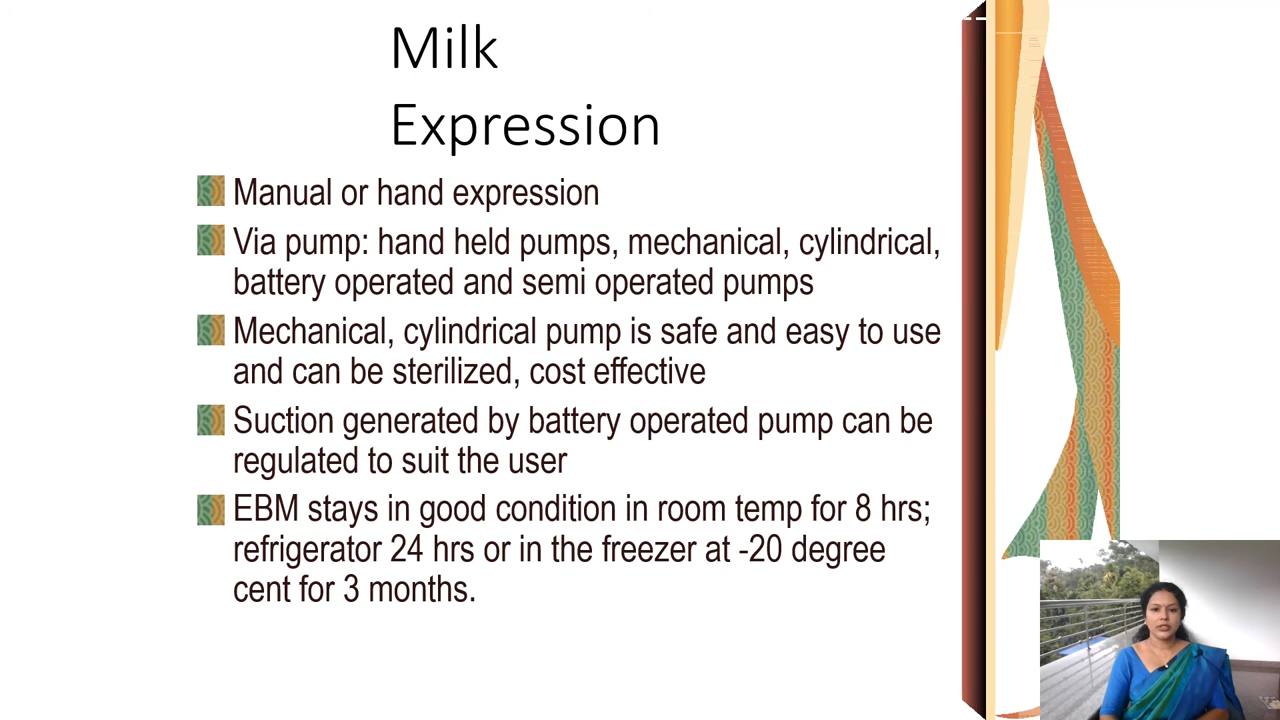 Milk
Expression
Manual or hand expression
Via pump: hand held pumps, mechanical, cylindrical,
battery operated and semi operated pumps
Mechanical, cylindrical pump is safe and easy to use
and can be sterilized, cost effective
Suction generated by battery operated pump can be
regulated to suit the user
EBM stays in good condition in room temp for 8 hrs;
refrigerator 24 hrs or in the freezer at -20 degree
cent for 3 months.